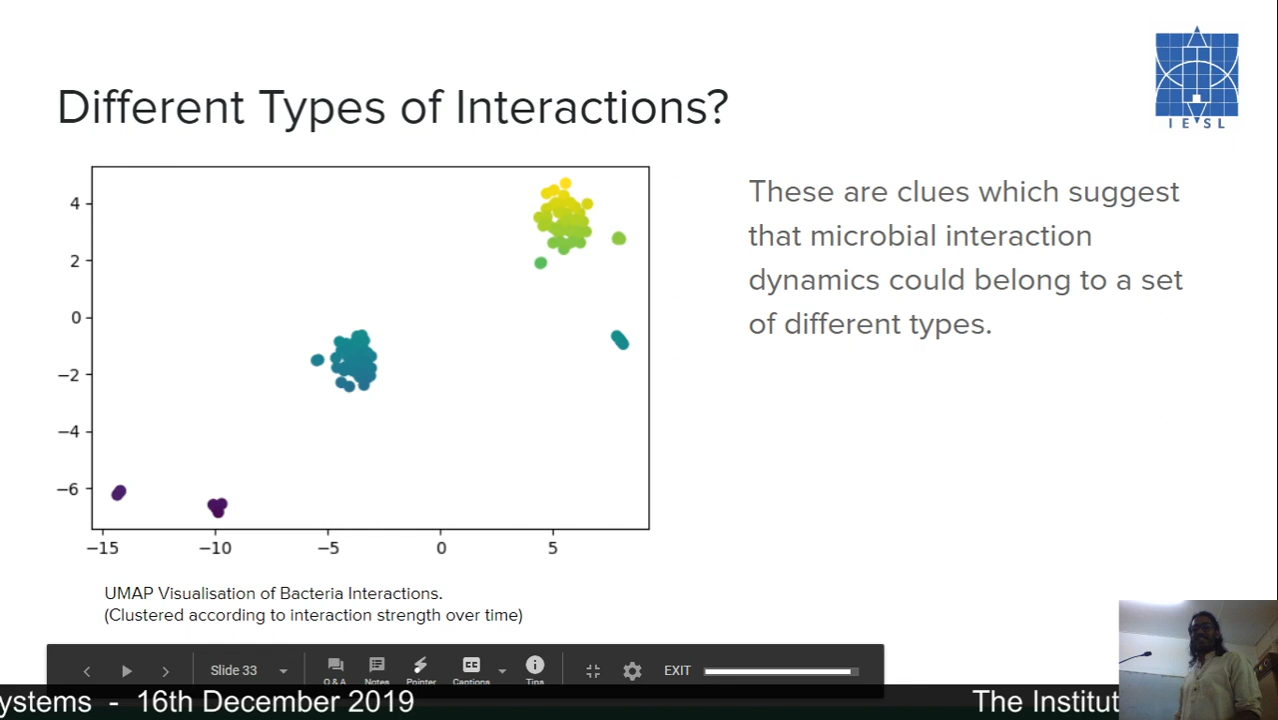 IESL
Different Types of Interactions?
4
2
0
−2
−4
−6
−15 −10 −5 0 5
These are clues which suggest
that microbial interaction
dynamics could belong to a set
of different types.
UMAP Visualisation of Bacteria Interactions.
(Clustered according to interaction strength over time)
Slide 33 Q & A Notes Pointer CC Captions Tips EXIT
ystems - 16th December 2019 The Institut